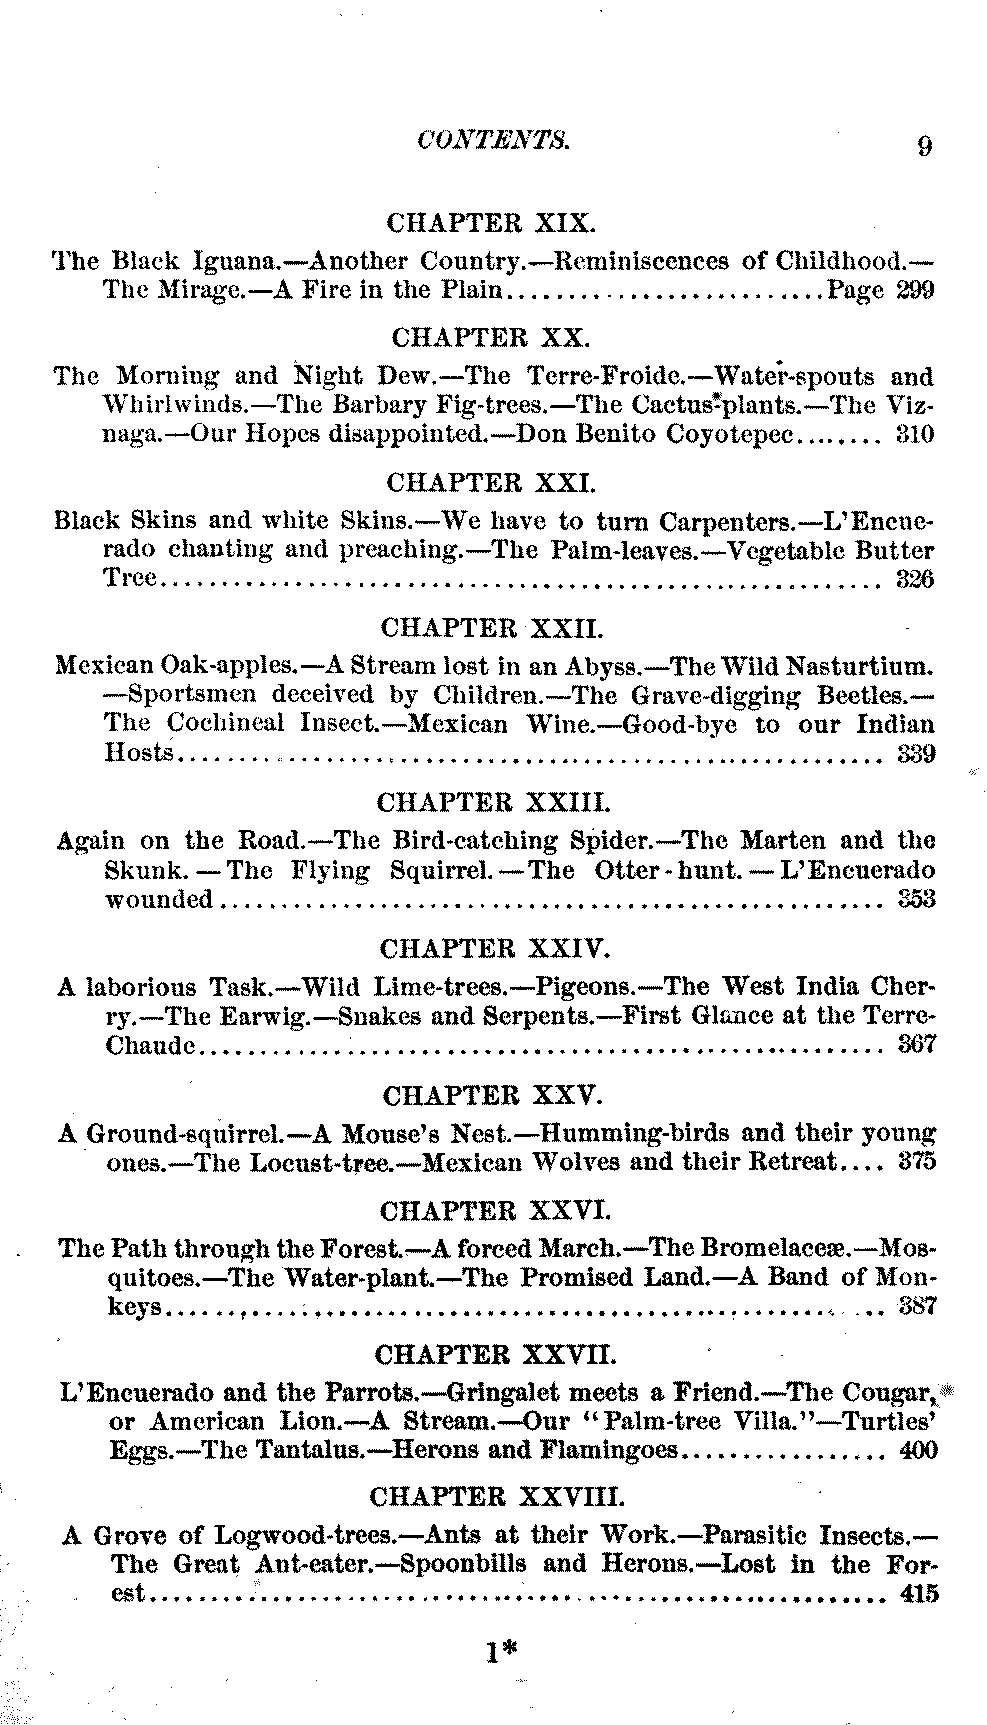 CONTENTS. 9
CHAPTER XIX.
The Black Iguana.—Another Country.—Reminiscences of Childhood.—
The Mirage.—A Fire in the Plain..........................Page 299
CHAPTER XX.
The Morning and Night Dew.—The Terre-Froide.—Water-spouts and
Whirlwinds.—The Barbary Fig-trees.—The Cactus-plants.—The Viz-
naga.—Our Hopes disappointed.—Don Benito Coyotepec........ 310
CHAPTER XXI.
Black Skins and white Skins.—We have to turn Carpenters.—L'Encue-
rado chanting and preaching.—The Palm-leaves.—Vegetable Butter
Tree........................................................... 326
CHAPTER XXII.
Mexican Oak-apples.—A Stream lost in an Abyss.—The Wild Nasturtium.
—Sportsmen deceived by Children.—The Grave-digging Beetles.—
The Cochineal Insect.—Mexican Wine.—Good-bye to our Indian
Hosts.......................................................... 339
CHAPTER XXIII.
Again on the Road.—The Bird-catching Spider.—The Marten and the
Skunk.—The Flying Squirrel.—The Otter-hunt.—L'Encuerado
wounded ...................................................... 353
CHAPTER XXIV.
A laborious Task.—Wild Lime-trees.—Pigeons.—The West India Cher-
ry.—The Earwig.—Snakes and Serpents.—First Glance at the Terre-
Chaude........................................................ 367
CHAPTER XXV.
A Ground-squirrel.—A Mouse's Nest.—Humming-birds and their young
ones.—The Locust-tree.—Mexican Wolves and their Retreat.... 375
CHAPTER XXVI.
The Path through the Forest.—A forced March.—The Bromelaceæ.—Mos-
quitoes.—The Water-plant.—The Promised Land.—A Band of Mon-
keys........................................................... 387
CHAPTER XXVII.
L'Encuerado and the Parrots.—Gringalet meets a Friend.—The Cougar,
or American Lion.—A Stream.—Our "Palm-tree Villa."—Turtles'
Eggs.—The Tantalus.—Herons and Flamingoes................. 400
CHAPTER XXVIII.
A Grove of Logwood-trees.—Ants at their Work.—Parasitic Insects.—
The Great Ant-eater.—Spoonbills and Herons.—Lost in the For-
est............................................................ 415
1*